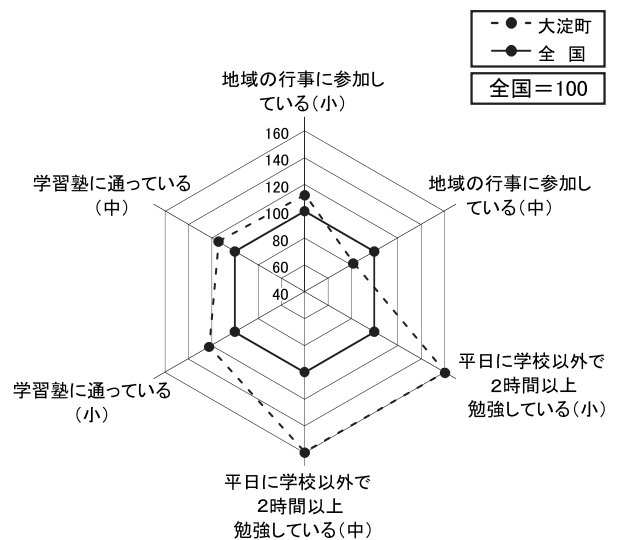 大淀町
全 国
全国＝100
地域の行事に参加し
ている（小）
160
140
120
100
80
60
40
学習塾に通っている
（中）
地域の行事に参加し
ている（中）
平日に学校以外で
2時間以上
勉強している（小）
学習塾に通っている
（小）
平日に学校以外で
2時間以上
勉強している（中）